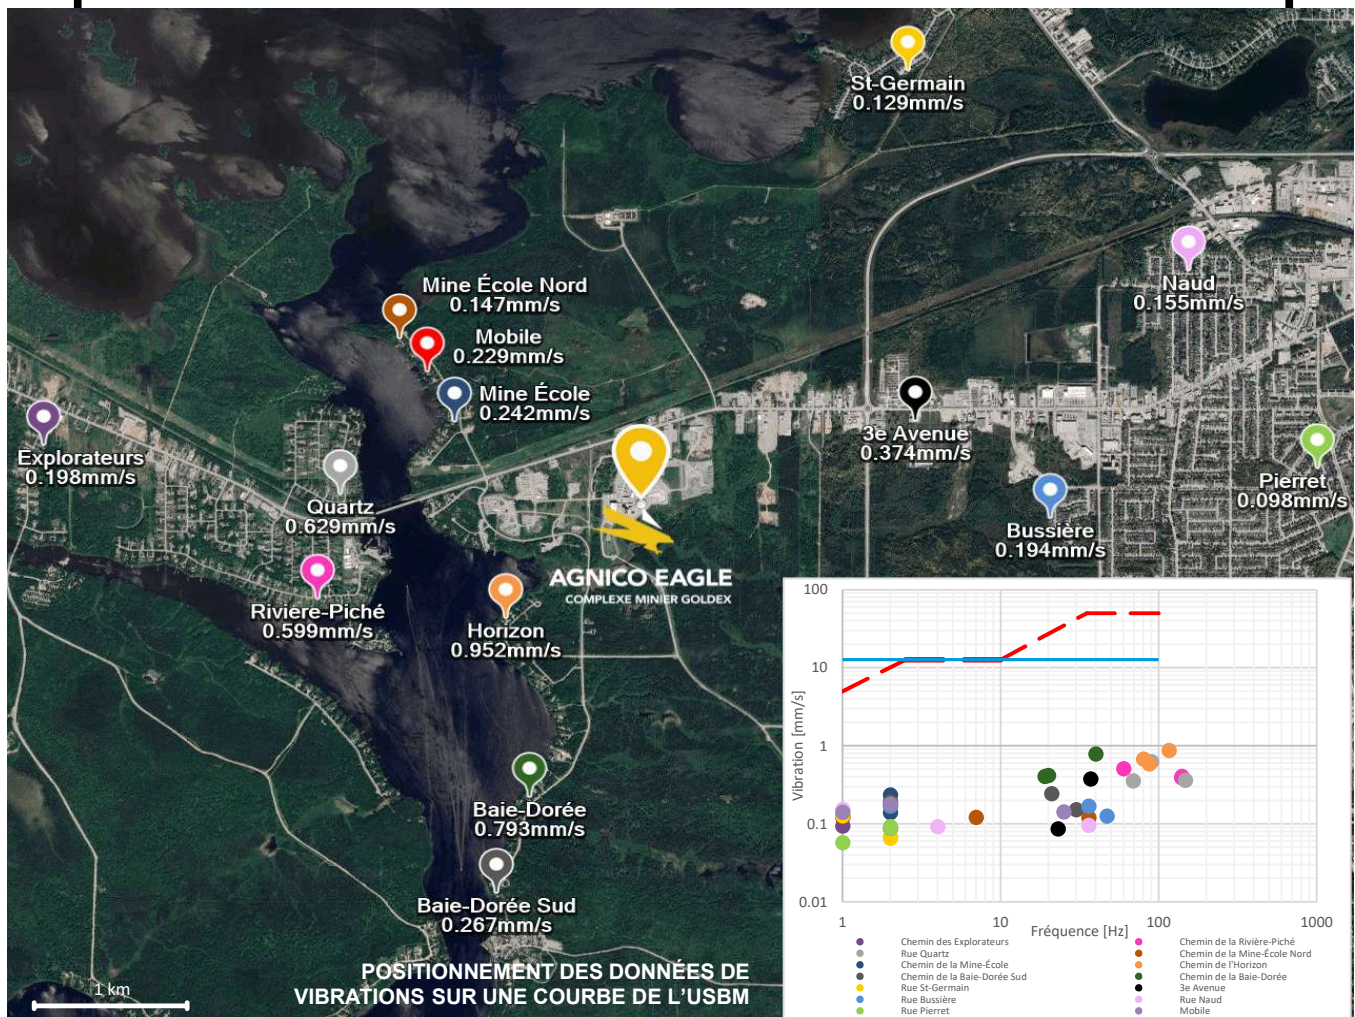 St-Germain
0.129mm/s
Naud
0.155mm/s
Mine École Nord
0.147mm/s
Mobile
0.229mm/s
Mine École
0.242mm/s
3e Avenue
0.374mm/s
Explorateurs
0.198mm/s
Quartz
0.629mm/s
Pierret
0.098mm/s
Bussière
0.194mm/s
AGNICO EAGLE
COMPLEXE MINIER GOLDEX
Riviere-Piché
0.599mm/s
Horizon
0.952mm/s
Baie-Dorée
0.793mm/s
Baie-Dorée Sud
0.267mm/s
POSITIONNEMENT DES DONNÉES DE
VIBRATIONS SUR UNE COURBE DE L'USBM
1 km
100
10
1
0.1
0.01
Vibration [mm/s]
1 10 100 1000
Fréquence [Hz]
Chemin des Explorateurs
Chemin de la Rivière-Piché
Rue Quartz
Chemin de la Mine-École Nord
Chemin de la Mine-École
Chemin de l'Horizon
Chemin de la Baie-Dorée Sud
Chemin de la Baie-Dorée
Rue St-Germain
3e Avenue
Rue Bussière
Rue Naud
Rue Pierret
Mobile